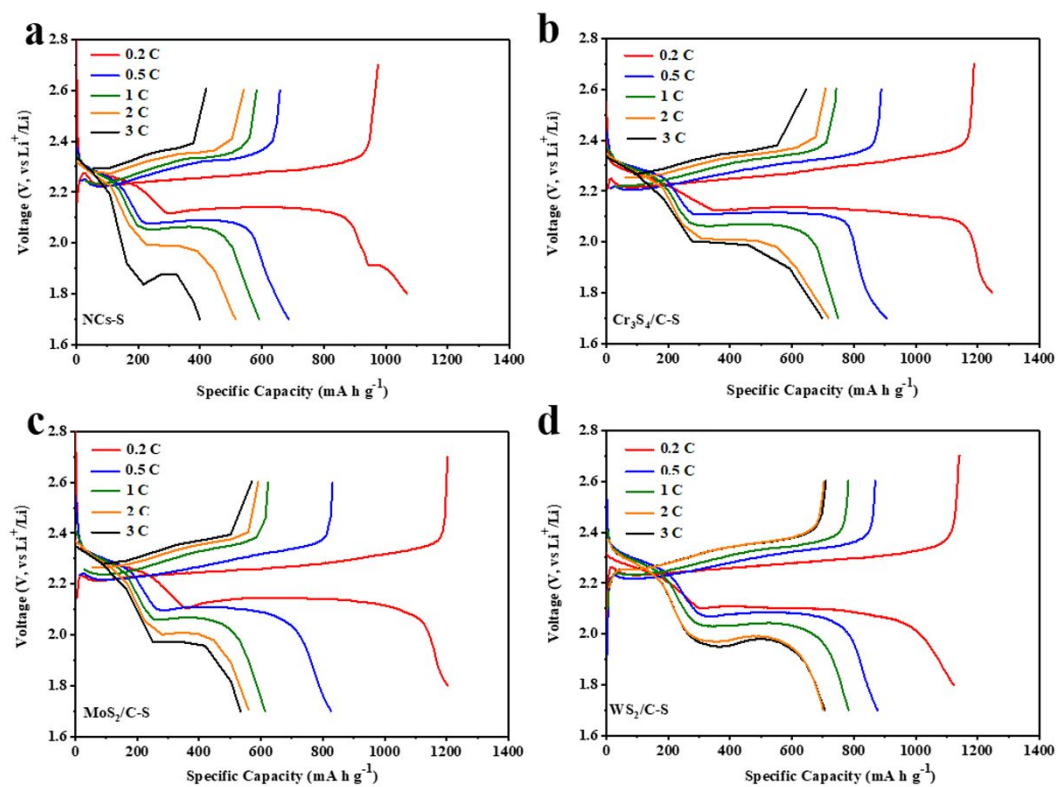 a
2.8
2.6
2.4
2.2
2.0
1.8
1.6
Voltage (V, vs Li⁺/Li)
0.2 C
0.5 C
1 C
2 C
3 C
NCs-S
0 200 400 600 800 1000 1200 1400
Specific Capacity (mA h g⁻¹)
b
2.8
2.6
2.4
2.2
2.0
1.8
1.6
Voltage (V, vs Li⁺/Li)
0.2 C
0.5 C
1 C
2 C
3 C
Cr₃S₄/C-S
0 200 400 600 800 1000 1200 1400
Specific Capacity (mA h g⁻¹)
c
2.8
2.6
2.4
2.2
2.0
1.8
1.6
Voltage (V, vs Li⁺/Li)
0.2 C
0.5 C
1 C
2 C
3 C
MoS₂/C-S
0 200 400 600 800 1000 1200 1400
Specific Capacity (mA h g⁻¹)
d
2.8
2.6
2.4
2.2
2.0
1.8
1.6
Voltage (V, vs Li⁺/Li)
0.2 C
0.5 C
1 C
2 C
3 C
WS₂/C-S
0 200 400 600 800 1000 1200 1400
Specific Capacity (mA h g⁻¹)